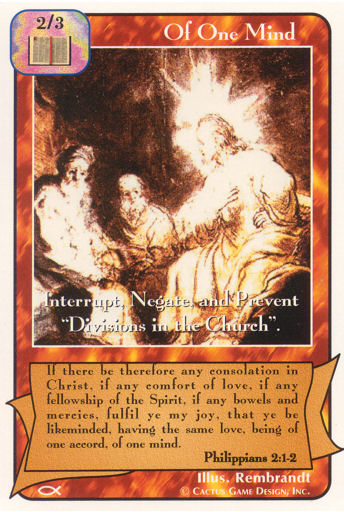 2/3
Of One Mind
Interrupt, Negate, and Prevent
"Divisions in the Church".
If there be therefore any consolation in
Christ, if any comfort of love, if any
fellowship of the Spirit, if any bowels and
mercies, fulfil ye my joy, that ye be
likeminded, having the same love, being of
one accord, of one mind.
Philippians 2:1-2
Illus. Rembrandt
© Cactus Game Design, Inc.